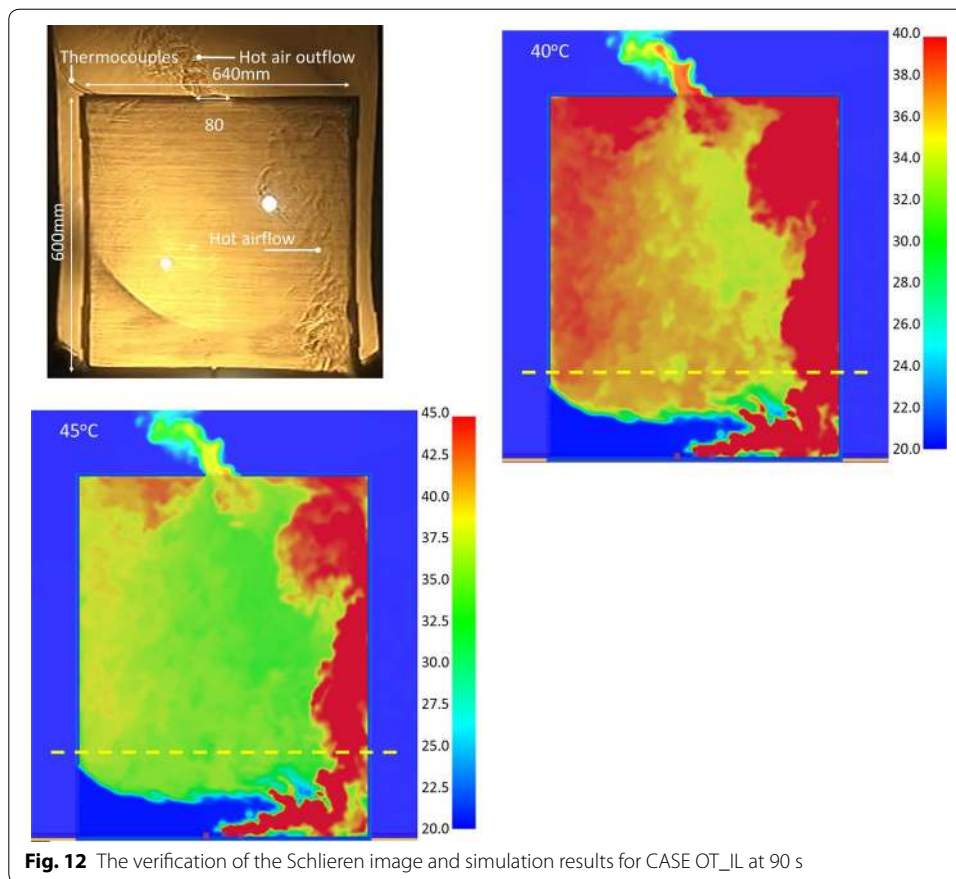 Thermocouples
Hot air outflow
640mm
80
600mm
Hot airflow
40°C
40.0
38.0
36.0
34.0
32.0
30.0
28.0
26.0
24.0
22.0
20.0
45°C
45.0
42.5
40.0
37.5
35.0
32.5
30.0
27.5
25.0
22.5
20.0
Fig. 12 The verification of the Schlieren image and simulation results for CASE OT_IL at 90 s